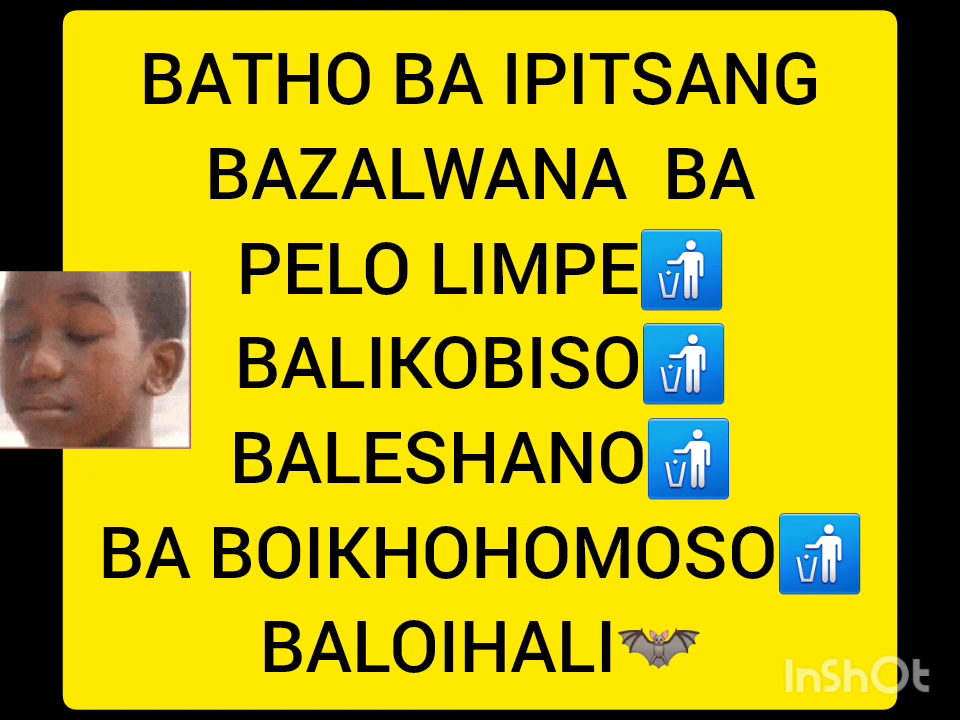 BATHO BA IPITSANG
BAZALWANA BA
PELO LIMPE🚮
BALIKOBISO🚮
BALESHANO🚮
BA BOIKHOHOMOSO🚮
BALOIHALI🦇
InShOt